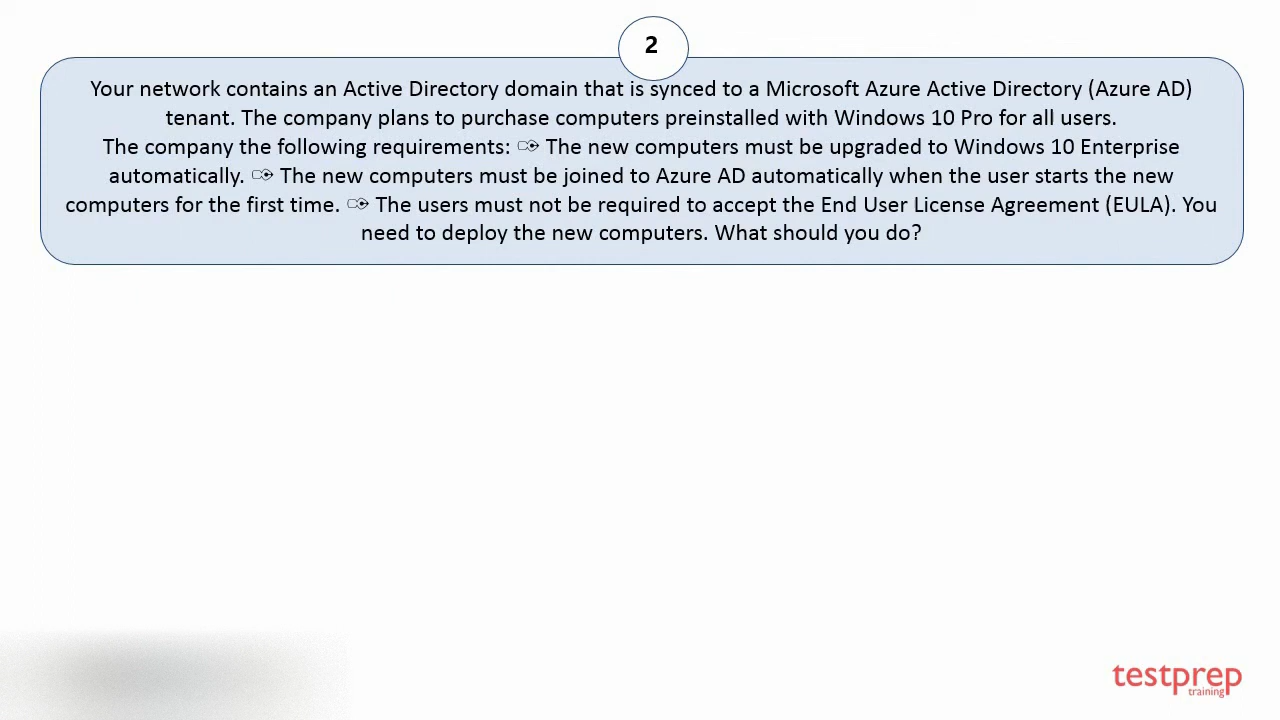 2
Your network contains an Active Directory domain that is synced to a Microsoft Azure Active Directory (Azure AD)
tenant. The company plans to purchase computers preinstalled with Windows 10 Pro for all users.
The company the following requirements: ➪ The new computers must be upgraded to Windows 10 Enterprise
automatically. ➪ The new computers must be joined to Azure AD automatically when the user starts the new
computers for the first time. ➪ The users must not be required to accept the End User License Agreement (EULA). You
need to deploy the new computers. What should you do?
testprep
training